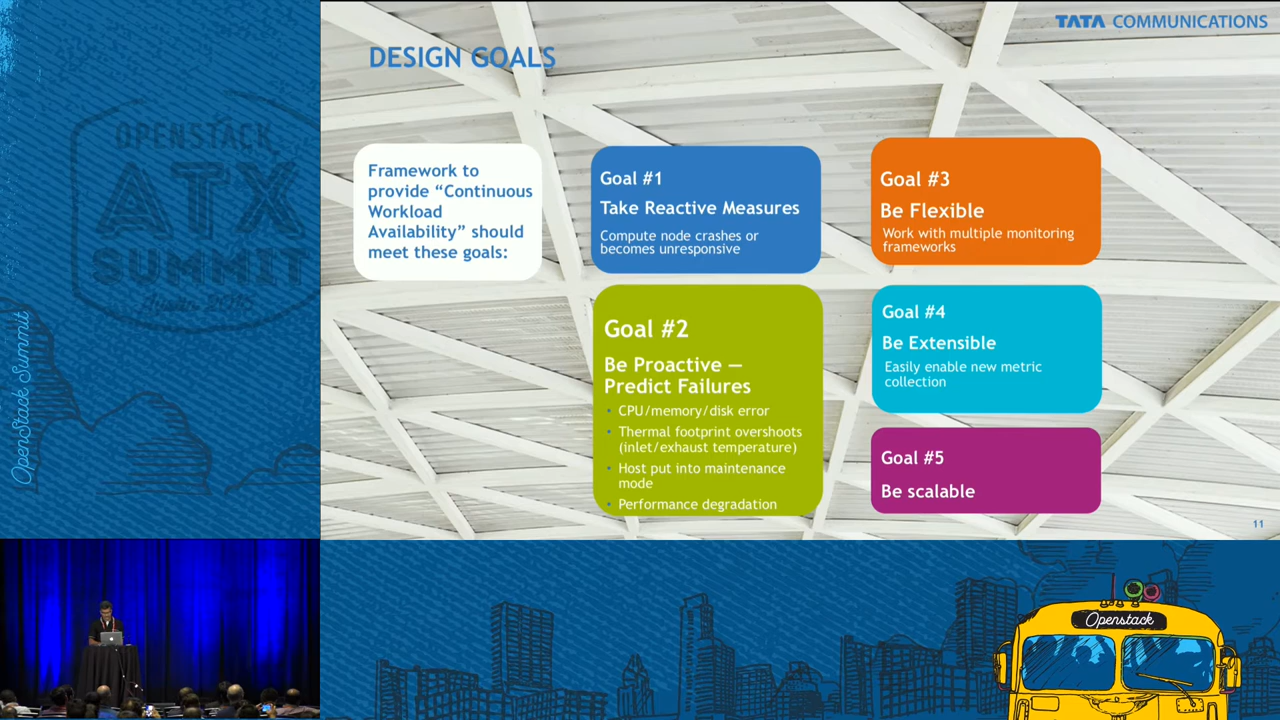 TATA COMMUNICATIONS
DESIGN GOALS
Framework to
provide “Continuous
Workload
Availability” should
meet these goals:
Goal #1
Take Reactive Measures
Compute node crashes or
becomes unresponsive
Goal #2
Be Proactive —
Predict Failures
• CPU/memory/disk error
• Thermal footprint overshoots
(inlet/exhaust temperature)
• Host put into maintenance
mode
• Performance degradation
Goal #3
Be Flexible
Work with multiple monitoring
frameworks
Goal #4
Be Extensible
Easily enable new metric
collection
Goal #5
Be scalable
11
OPENSTACK
ATX
SUMMIT
Austin 2016
OpenStack Summit
Openstack